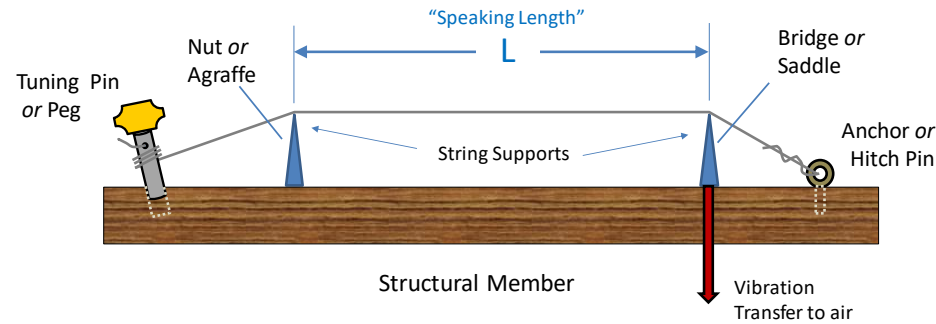 “Speaking Length”
L
Nut or
Agraffe
Bridge or
Saddle
Tuning Pin
or Peg
String Supports
Anchor or
Hitch Pin
Structural Member
Vibration
Transfer to air